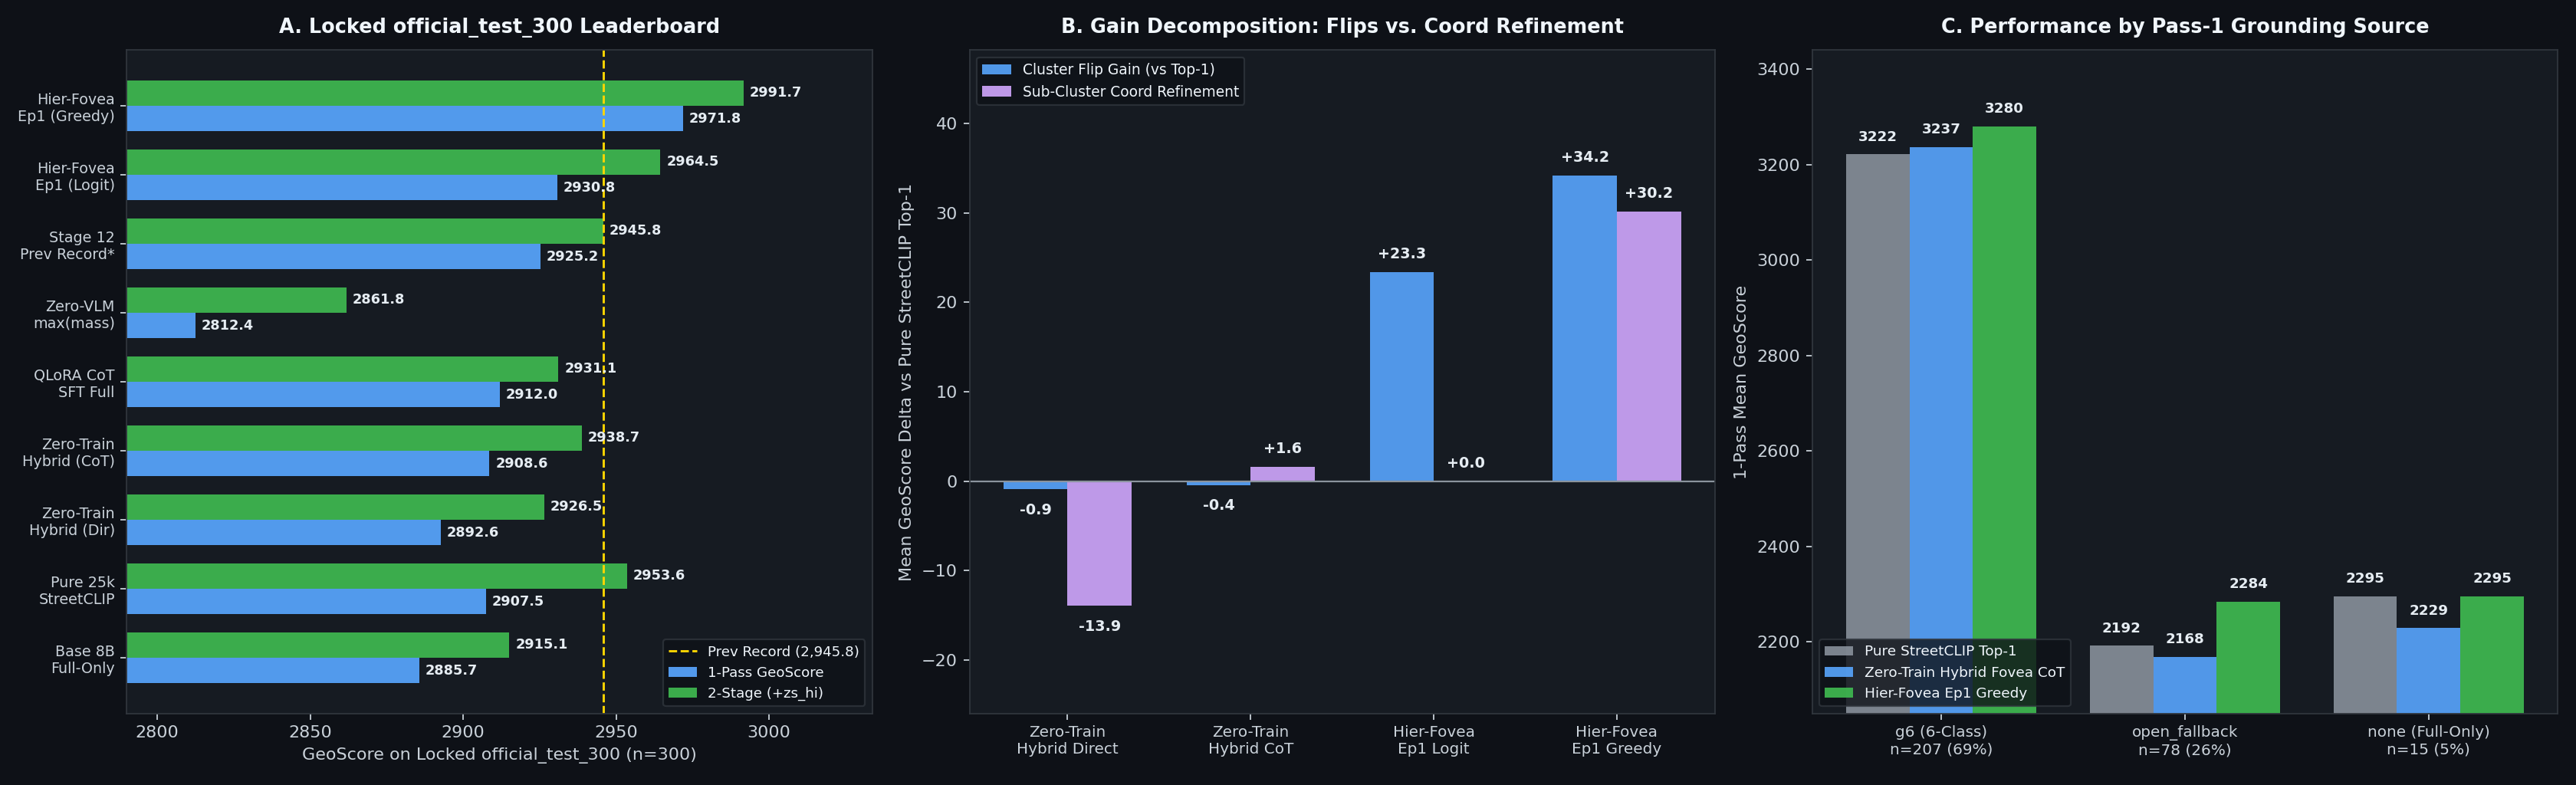 A. Locked official_test_300 Leaderboard
Hier-Fovea
Ep1 (Greedy)
2991.7
2971.8
Hier-Fovea
Ep1 (Logit)
2964.5
2930.8
Stage 12
Prev Record*
2945.8
2925.2
Zero-VLM
max(mass)
2861.8
2812.4
QLoRA CoT
SFT Full
2931.1
2912.0
Zero-Train
Hybrid (CoT)
2938.7
2908.6
Zero-Train
Hybrid (Dir)
2926.5
2892.6
Pure 25k
StreetCLIP
2953.6
2907.5
Base 8B
Full-Only
2915.1
2885.7
Prev Record (2,945.8)
1-Pass GeoScore
2-Stage (+zs_hi)
2800 2850 2900 2950 3000
GeoScore on Locked official_test_300 (n=300)
B. Gain Decomposition: Flips vs. Coord Refinement
Cluster Flip Gain (vs Top-1)
Sub-Cluster Coord Refinement
Mean GeoScore Delta vs Pure StreetCLIP Top-1
40
30
20
10
0
−10
−20
-0.9
-13.9
-0.4
+1.6
+23.3
+0.0
+34.2
+30.2
Zero-Train
Hybrid Direct
Zero-Train
Hybrid CoT
Hier-Fovea
Ep1 Logit
Hier-Fovea
Ep1 Greedy
C. Performance by Pass-1 Grounding Source
1-Pass Mean GeoScore
3400
3200
3000
2800
2600
2400
2200
3222
3237
3280
2192
2168
2284
2295
2229
2295
Pure StreetCLIP Top-1
Zero-Train Hybrid Fovea CoT
Hier-Fovea Ep1 Greedy
g6 (6-Class)
n=207 (69%)
open_fallback
n=78 (26%)
none (Full-Only)
n=15 (5%)